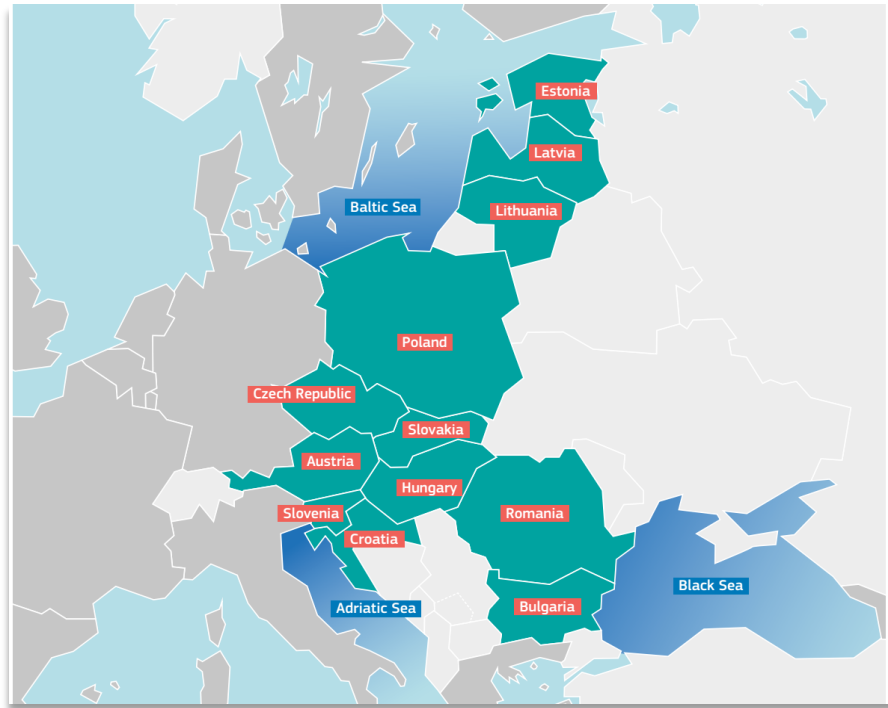 Estonia
Latvia
Baltic Sea
Lithuania
Poland
Czech Republic
Slovakia
Austria
Hungary
Slovenia
Romania
Croatia
Black Sea
Adriatic Sea
Bulgaria